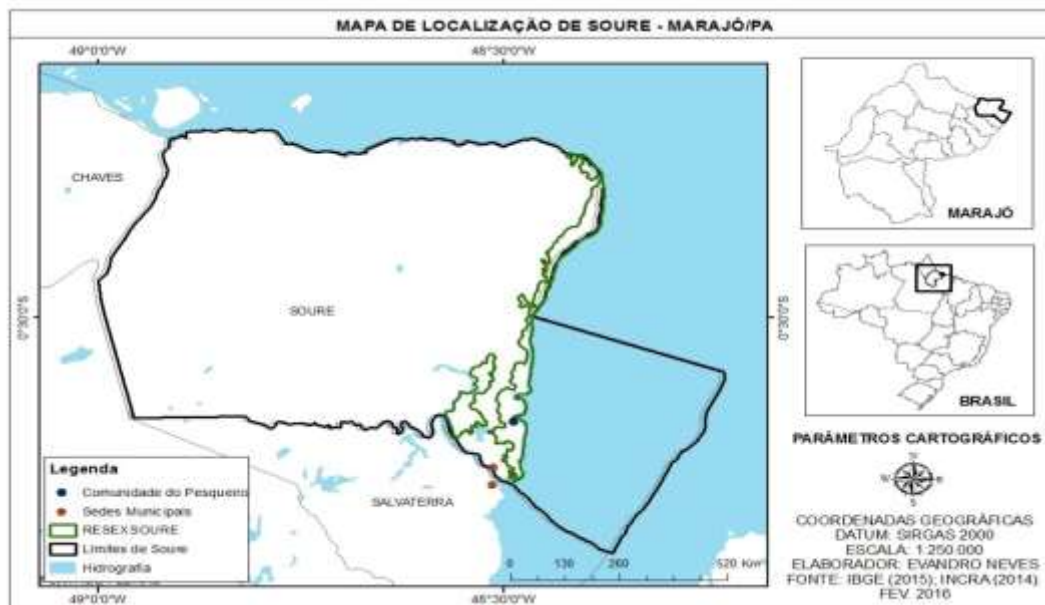 MAPA DE LOCALIZAÇÃO DE SOURE - MARAJÓ/PA
49°0'0"W
48°30'0"W
CHAVES
SOURE
SALVATERRA
0°30'0"S
0°30'0"S
Legenda
Comunidade do Pesqueiro
Sedes Municipais
RESEXSOURE
Limites de Soure
Hidrografia
0 130 260 520 Km²
49°0'0"W
48°30'0"W
MARAJÓ
BRASIL
PARÂMETROS CARTOGRÁFICOS
N
W
S
COORDENADAS GEOGRÁFICAS
DATUM: SIRGAS 2000
ESCALA: 1:250 000
ELABORADOR: EVANDRO NEVES
FONTE: IBGE (2015); INCRA (2014)
FEV. 2016